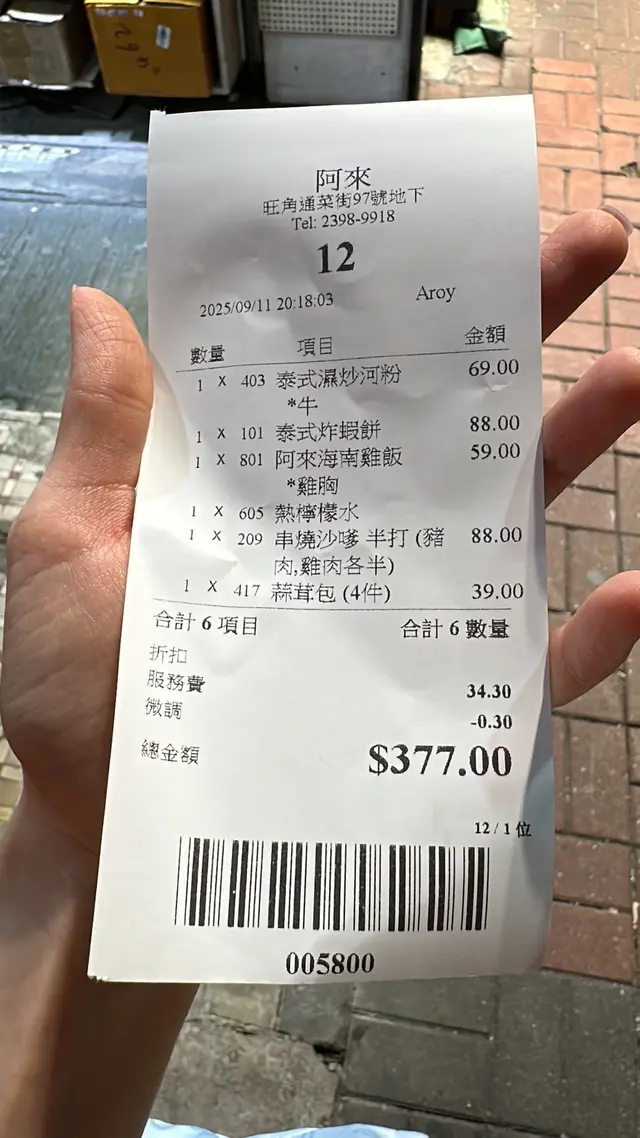 阿來
旺角通菜街97號地下
Tel: 2398-9918
12
2025/09/11 20:18:03 Aroy
數量 項目 金額
1 X 403 泰式濕炒河粉 69.00
*牛
1 X 101 泰式炸蝦餅 88.00
1 X 801 阿來海南雞飯 59.00
*雞胸
1 X 605 熱檸檬水
1 X 209 串燒沙嗲 半打 (豬 88.00
肉,雞肉各半)
1 X 417 蒜茸包 (4件) 39.00
合計 6 項目 合計 6 數量
折扣
服務費 34.30
微調 -0.30
總金額 $377.00
12 / 1 位
005800